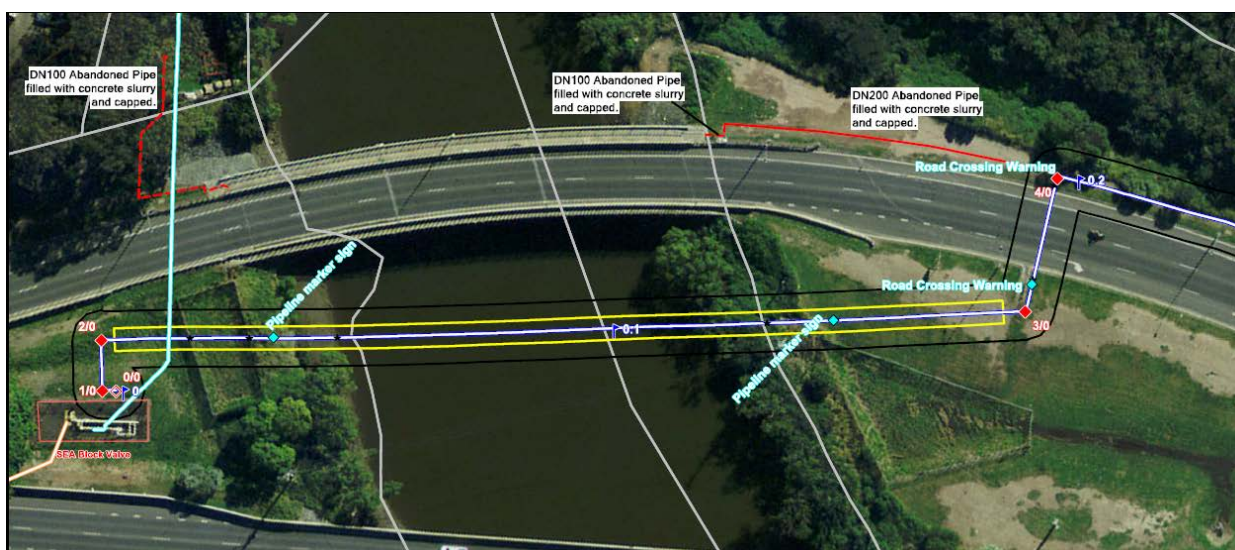 DN100 Abandoned Pipe
filled with concrete slurry
and capped.
DN100 Abandoned Pipe
filled with concrete slurry
and capped.
DN200 Abandoned Pipe
filled with concrete slurry
and capped.
Road Crossing Warning
4/0
0.2
Pipeline marker sign
Road Crossing Warning
2/0
0.1
3/0
Pipeline marker sign
0/0
1/0
0
SEA Block Valve